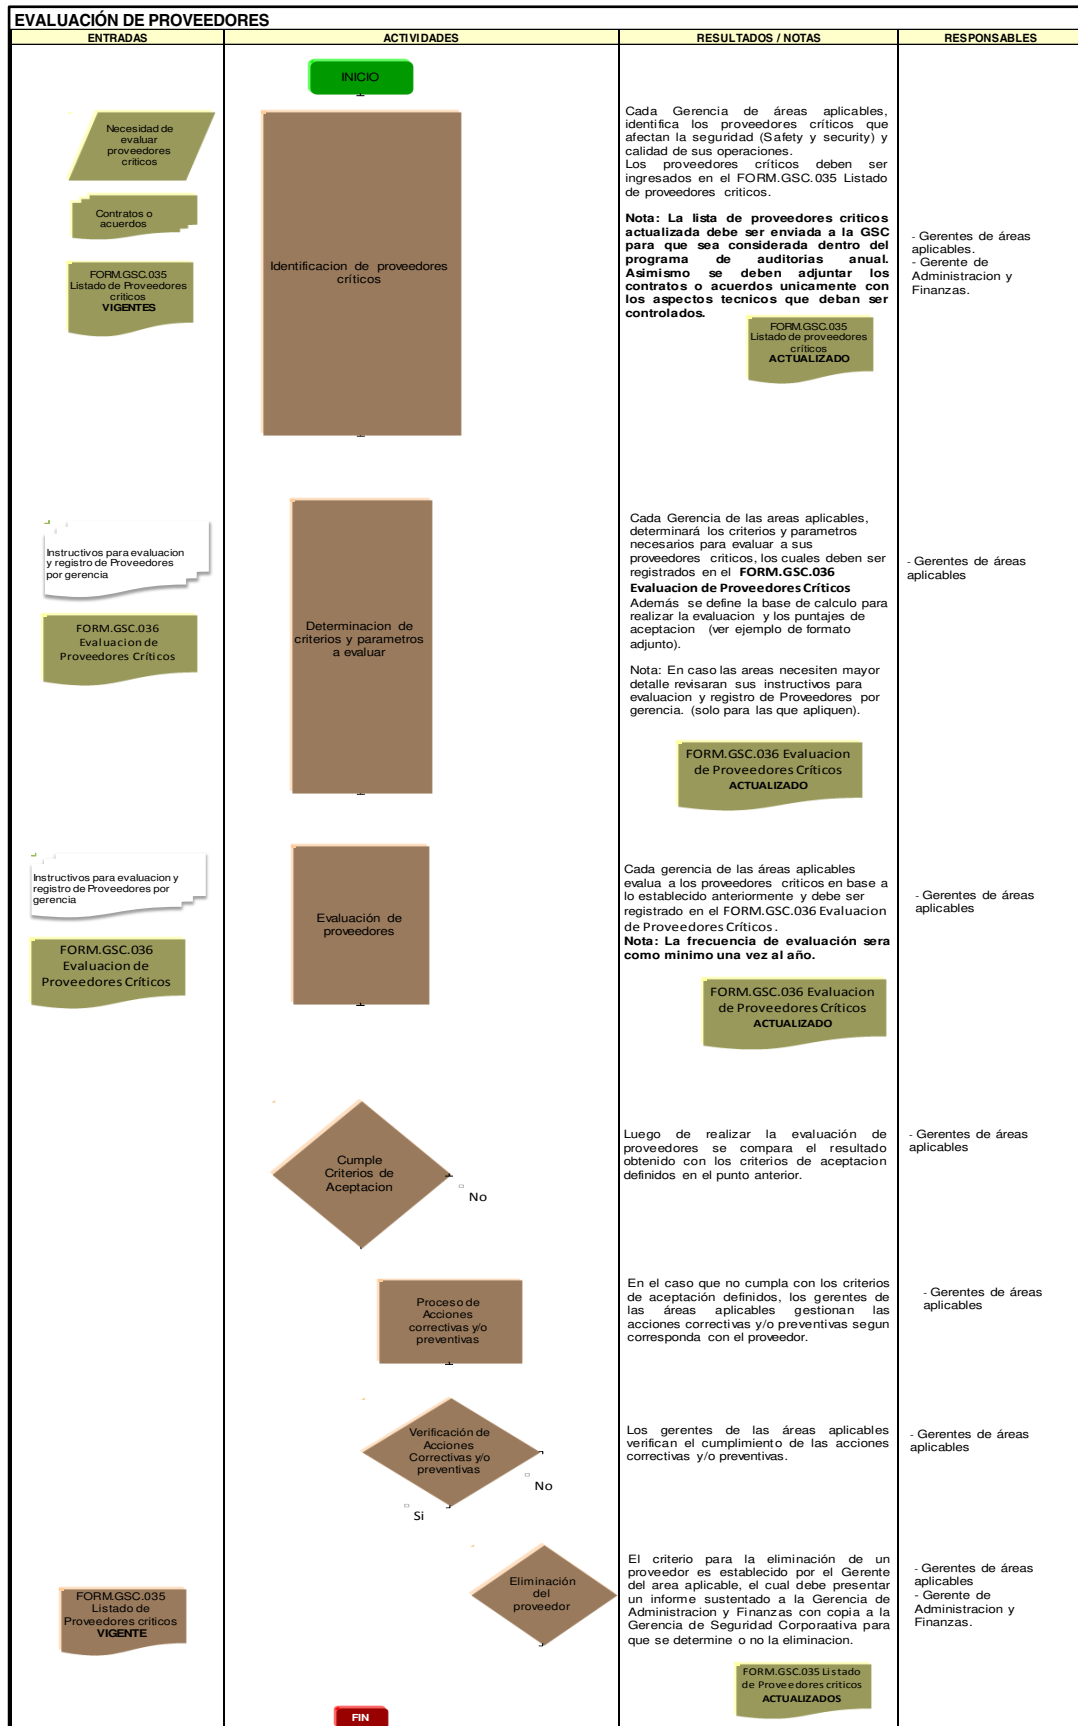 EVALUACIÓN DE PROVEEDORES
ENTRADAS
ACTIVIDADES
RESULTADOS / NOTAS
RESPONSABLES
INICIO
Necesidad de
evaluar
proveedores
criticos
Contratos o
acuerdos
FORM.GSC.035
Listado de Proveedores
criticos
VIGENTES
Identificacion de proveedores
críticos
Cada Gerencia de áreas aplicables,
identifica los proveedores críticos que
afectan la seguridad (Safety y security) y
calidad de sus operaciones.
Los proveedores críticos deben ser
ingresados en el FORM.GSC.035 Listado
de proveedores criticos.
Nota: La lista de proveedores criticos
actualizada debe ser enviada a la GSC
para que sea considerada dentro del
programa de auditorias anual.
Asimismo se deben adjuntar los
contratos o acuerdos unicamente con
los aspectos tecnicos que deban ser
controlados.
FORM.GSC.035
Listado de proveedores
críticos
ACTUALIZADO
- Gerentes de áreas
aplicables.
- Gerente de
Administracion y
Finanzas.
Instructivos para evaluacion
y registro de Proveedores
por gerencia
FORM.GSC.036
Evaluacion de
Proveedores Críticos
Determinacion de
criterios y parametros
a evaluar
Cada Gerencia de las areas aplicables,
determinará los criterios y parametros
necesarios para evaluar a sus
proveedores criticos, los cuales deben ser
registrados en el FORM.GSC.036
Evaluacion de Proveedores Críticos
Además se define la base de calculo para
realizar la evaluacion y los puntajes de
aceptacion (ver ejemplo de formato
adjunto).
Nota: En caso las areas necesiten mayor
detalle revisaran sus instructivos para
evaluacion y registro de Proveedores por
gerencia. (solo para las que apliquen).
FORM.GSC.036 Evaluacion
de Proveedores Críticos
ACTUALIZADO
- Gerentes de áreas
aplicables
Instructivos para evaluacion y
registro de Proveedores por
gerencia
FORM.GSC.036
Evaluacion de
Proveedores Críticos
Evaluación de
proveedores
Cada gerencia de las áreas aplicables
evalua a los proveedores criticos en base a
lo establecido anteriormente y debe ser
registrado en el FORM.GSC.036 Evaluacion
de Proveedores Críticos.
Nota: La frecuencia de evaluación sera
como minimo una vez al año.
FORM.GSC.036 Evaluacion
de Proveedores Críticos
ACTUALIZADO
- Gerentes de áreas
aplicables
Cumple
Criterios de
Aceptacion
No
Luego de realizar la evaluación de
proveedores se compara el resultado
obtenido con los criterios de aceptacion
definidos en el punto anterior.
- Gerentes de áreas
aplicables
Proceso de
Acciones
correctivas y/o
preventivas
En el caso que no cumpla con los criterios
de aceptación definidos, los gerentes de
las áreas aplicables gestionan las
acciones correctivas y/o preventivas segun
corresponda con el proveedor.
- Gerentes de áreas
aplicables
Verificación de
Acciones
Correctivas y/o
preventivas
No
Si
Los gerentes de las áreas aplicables
verifican el cumplimiento de las acciones
correctivas y/o preventivas.
- Gerentes de áreas
aplicables
FORM.GSC.035
Listado de
Proveedores criticos
VIGENTE
Eliminación
del
proveedor
El criterio para la eliminación de un
proveedor es establecido por el Gerente
del area aplicable, el cual debe presentar
un informe sustentado a la Gerencia de
Administracion y Finanzas con copia a la
Gerencia de Seguridad Corporaativa para
que se determine o no la eliminacion.
FORM.GSC.035 Listado
de Proveedores criticos
ACTUALIZADOS
- Gerentes de áreas
aplicables
- Gerente de
Administracion y
Finanzas.
FIN